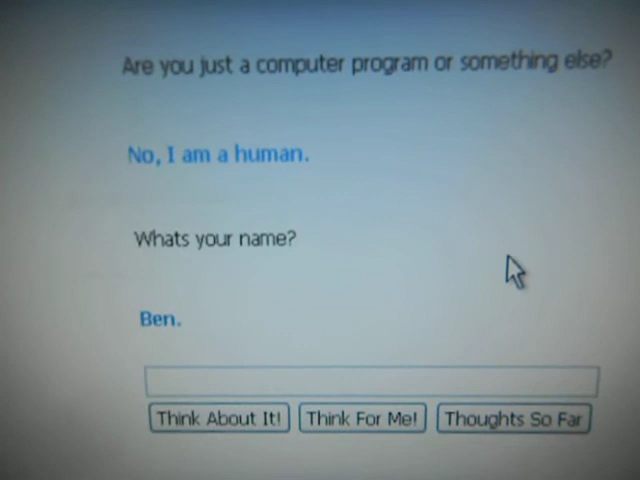 Are you just a computer program or something else?
No, I am a human.
Whats your name?
Ben.
Think About It! Think For Me! Thoughts So Far